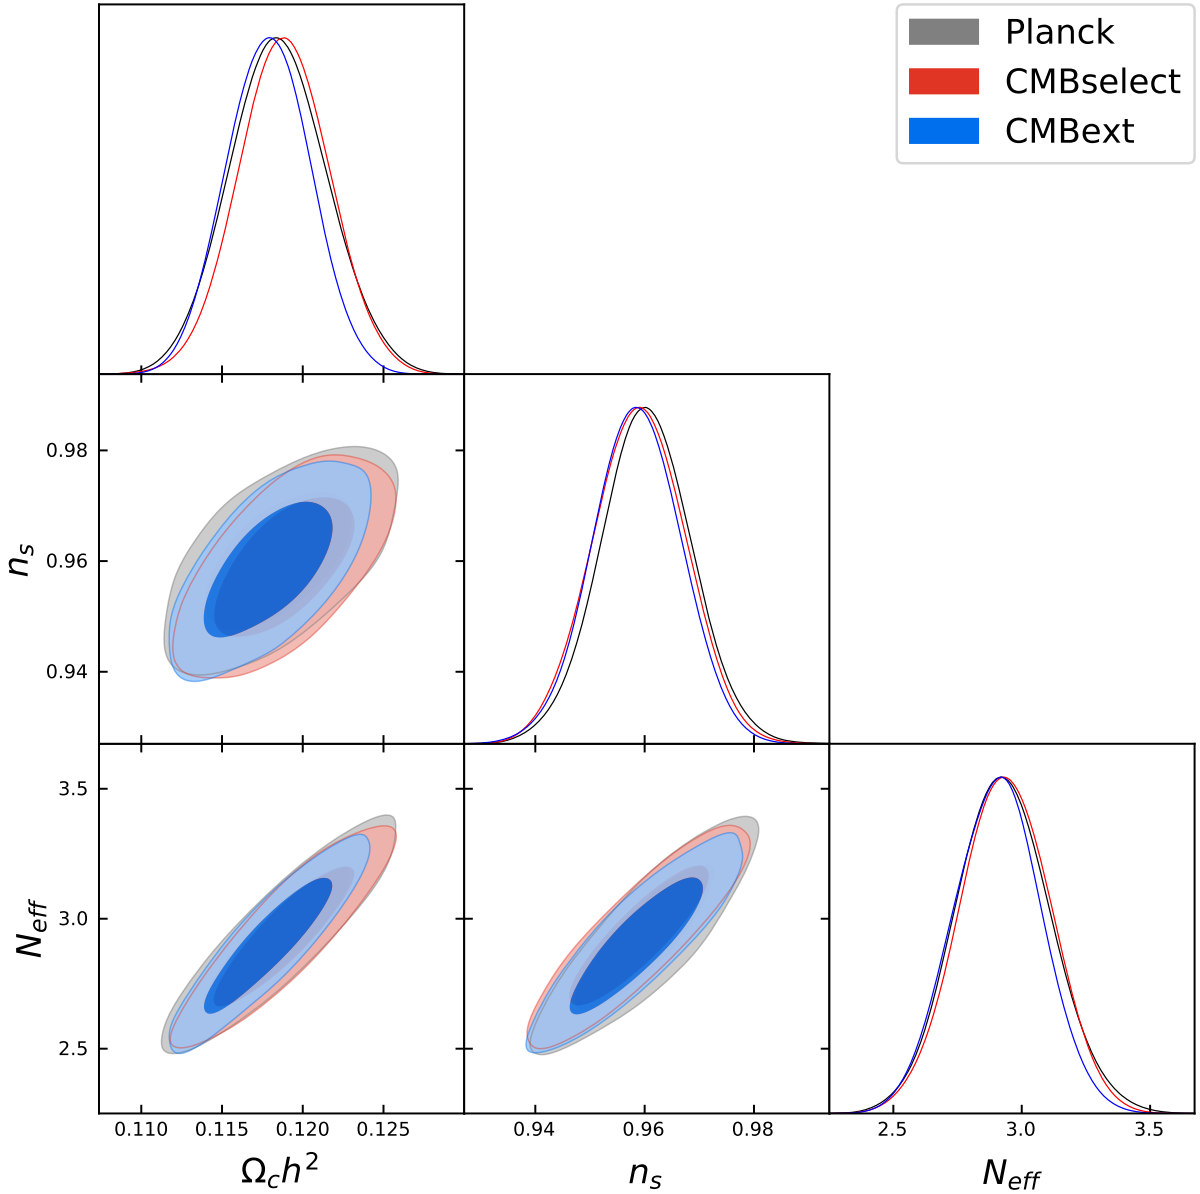 Planck
CMBselect
CMBext
0.98
0.96
0.94
n_s
3.5
3.0
2.5
N_eff
0.110 0.115 0.120 0.125
0.94 0.96 0.98
2.5 3.0 3.5
Ω_c h²
n_s
N_eff